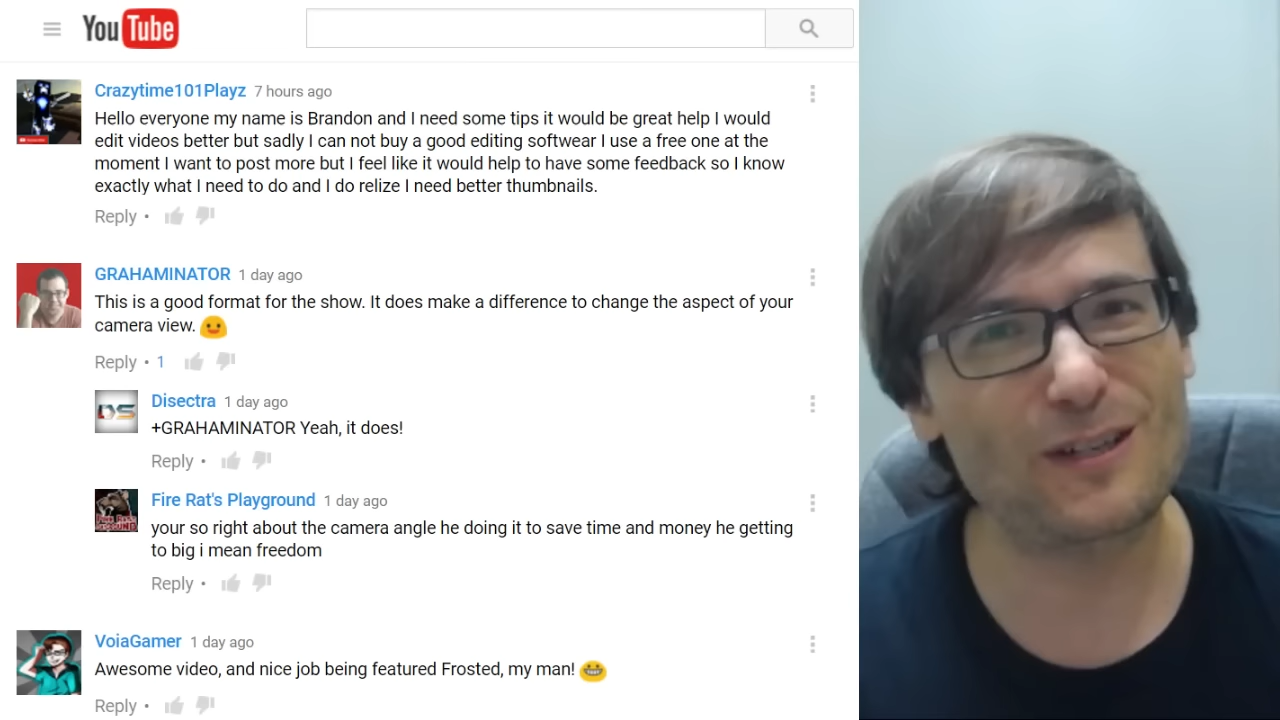 YouTube
Crazytime101Playz 7 hours ago
Hello everyone my name is Brandon and I need some tips it would be great help I would
edit videos better but sadly I can not buy a good editing softwear I use a free one at the
moment I want to post more but I feel like it would help to have some feedback so I know
exactly what I need to do and I do relize I need better thumbnails.
Reply •
GRAHAMINATOR 1 day ago
This is a good format for the show. It does make a difference to change the aspect of your
camera view.
Reply • 1
DS
Disectra 1 day ago
+GRAHAMINATOR Yeah, it does!
Reply •
Fire Rat's Playground 1 day ago
your so right about the camera angle he doing it to save time and money he getting
to big i mean freedom
Reply •
VoiaGamer 1 day ago
Awesome video, and nice job being featured Frosted, my man!
Reply •